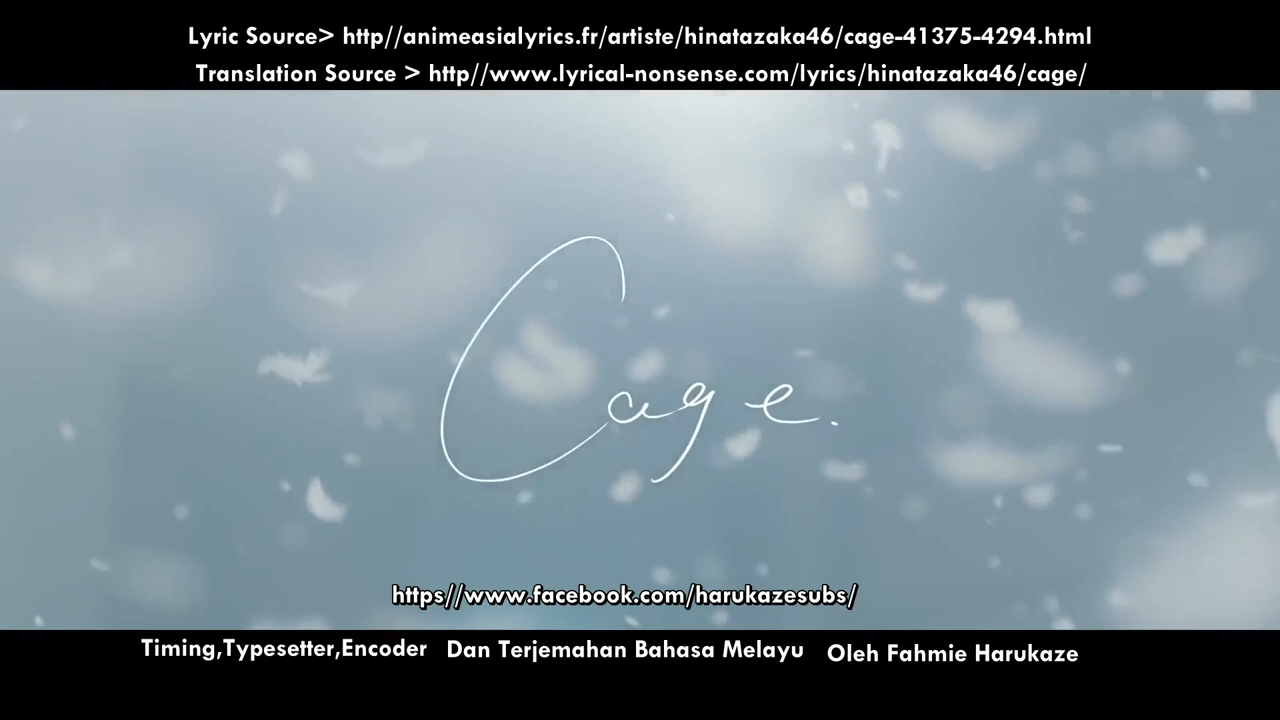 Lyric Source> http//animeasialyrics.fr/artiste/hinatazaka46/cage-41375-4294.html
Translation Source > http//www.lyrical-nonsense.com/lyrics/hinatazaka46/cage/
Cage.
https//www.facebook.com/harukazesubs/
Timing,Typesetter,Encoder Dan Terjemahan Bahasa Melayu Oleh Fahmie Harukaze